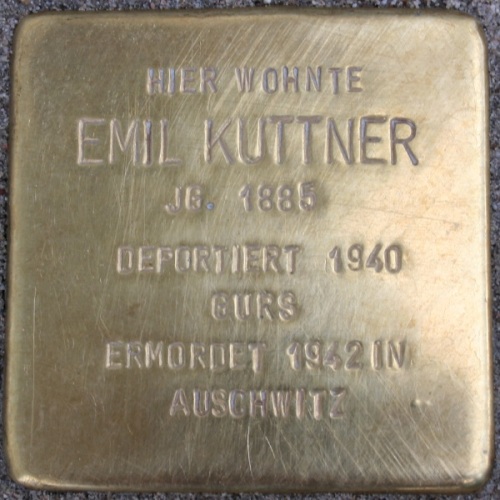 HIER WOHNTE
EMIL KUTTNER
JG. 1885
DEPORTIERT 1940
GURS
ERMORDET 1942 IN
AUSCHWITZ